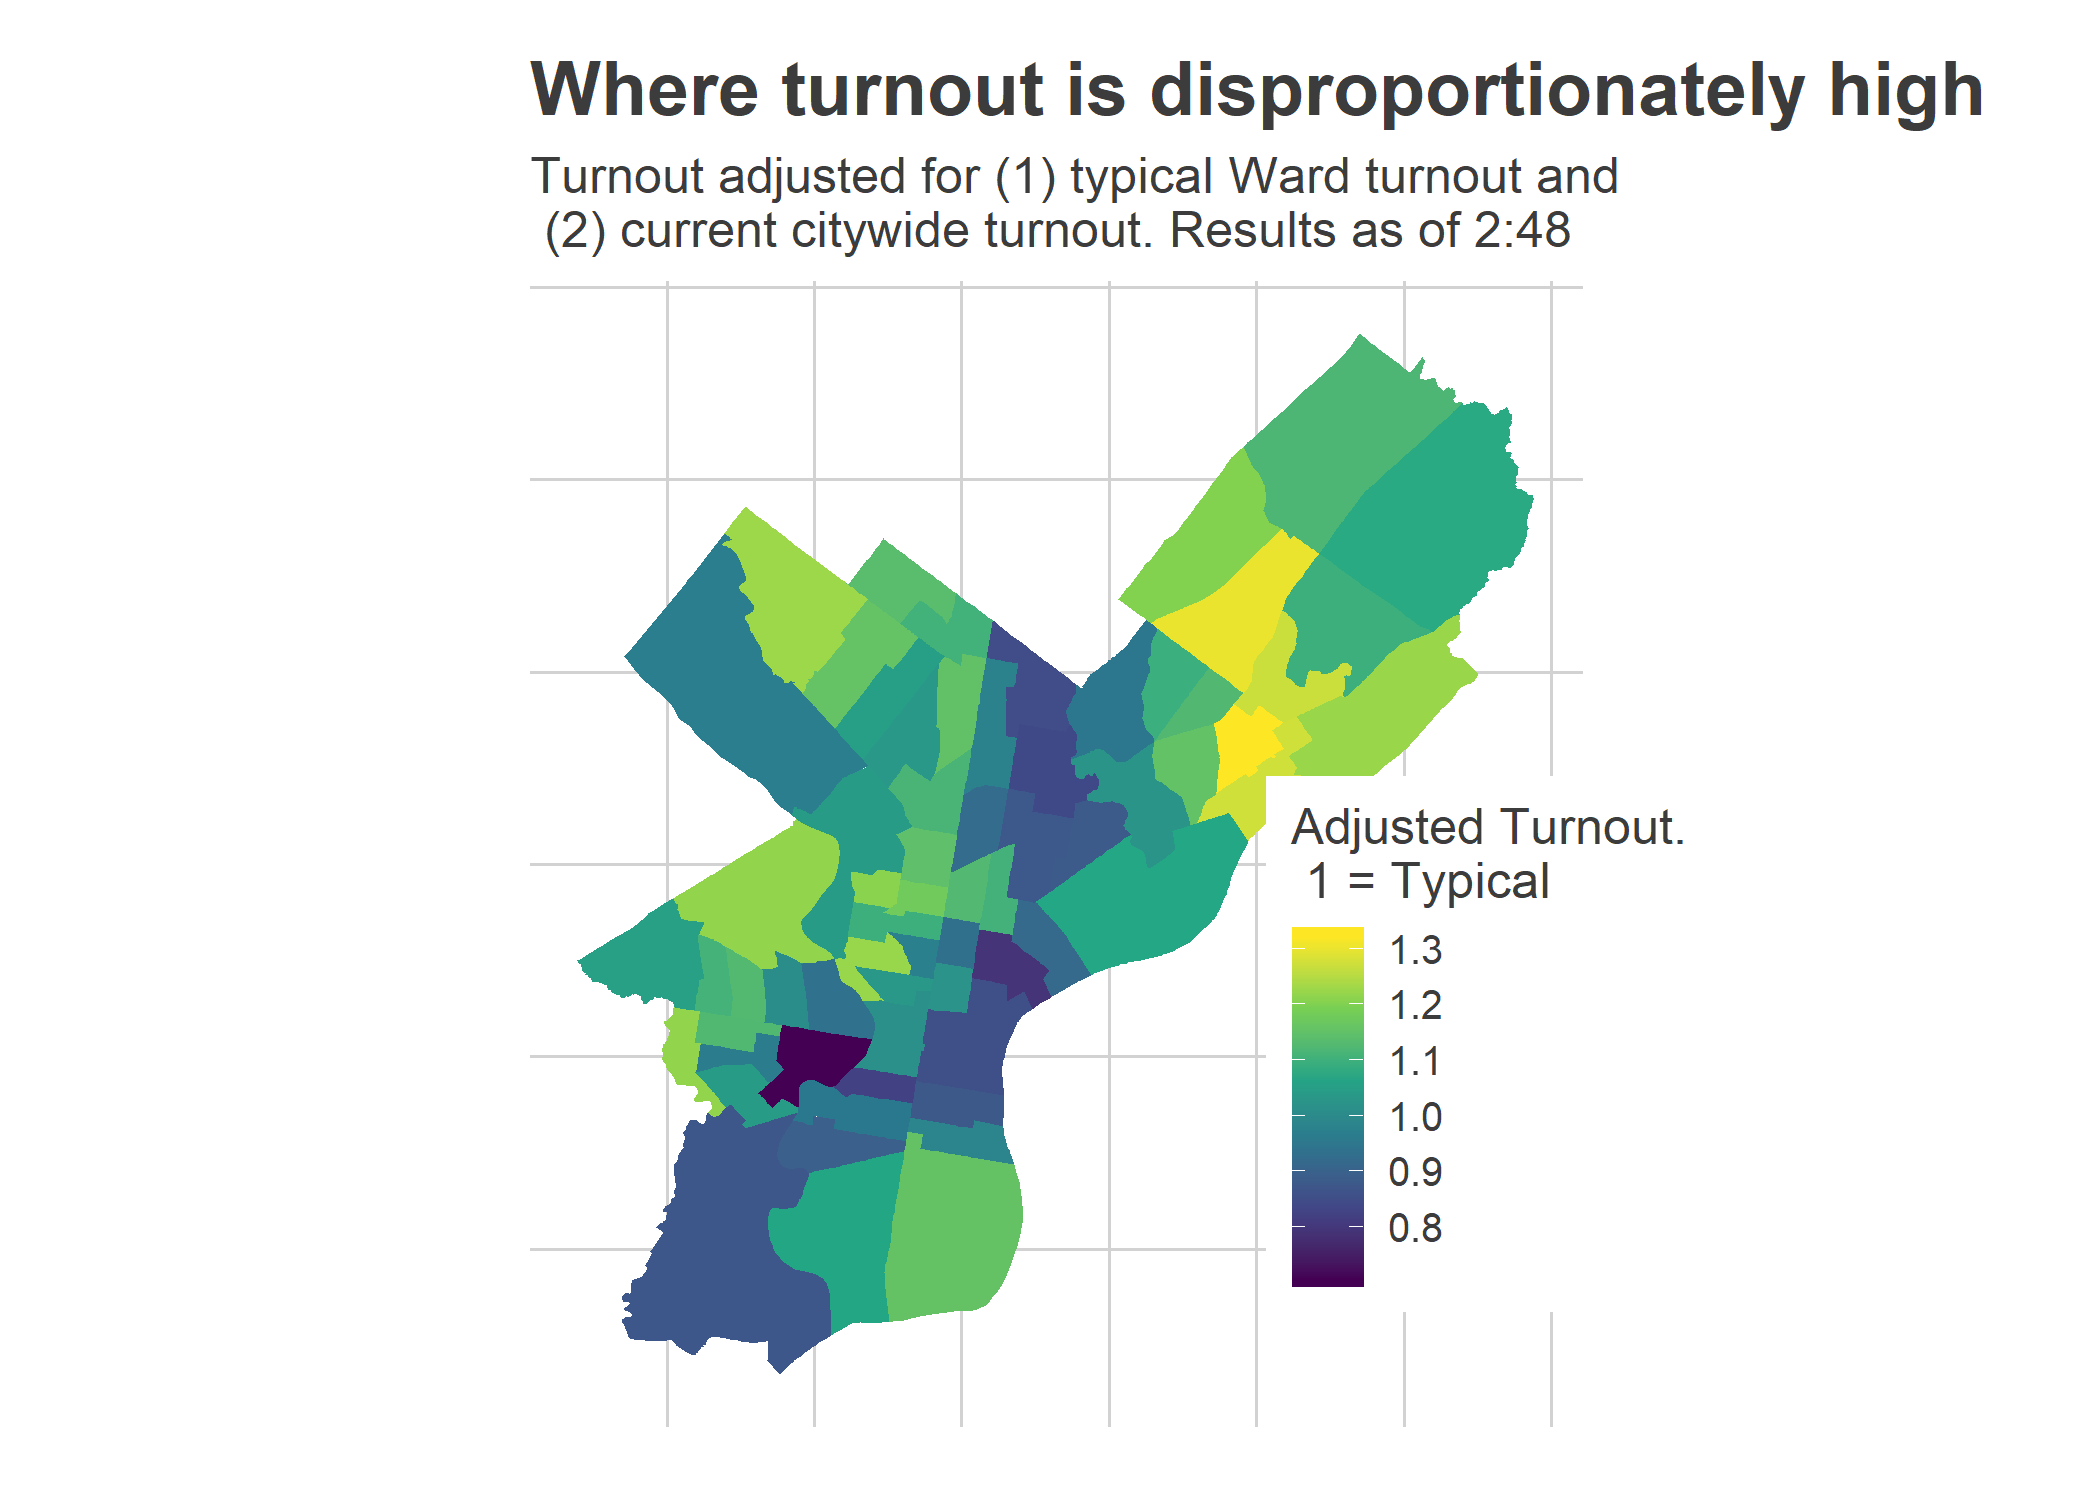 Where turnout is disproportionately high
Turnout adjusted for (1) typical Ward turnout and
(2) current citywide turnout. Results as of 2:48
Adjusted Turnout.
1 = Typical
1.3
1.2
1.1
1.0
0.9
0.8